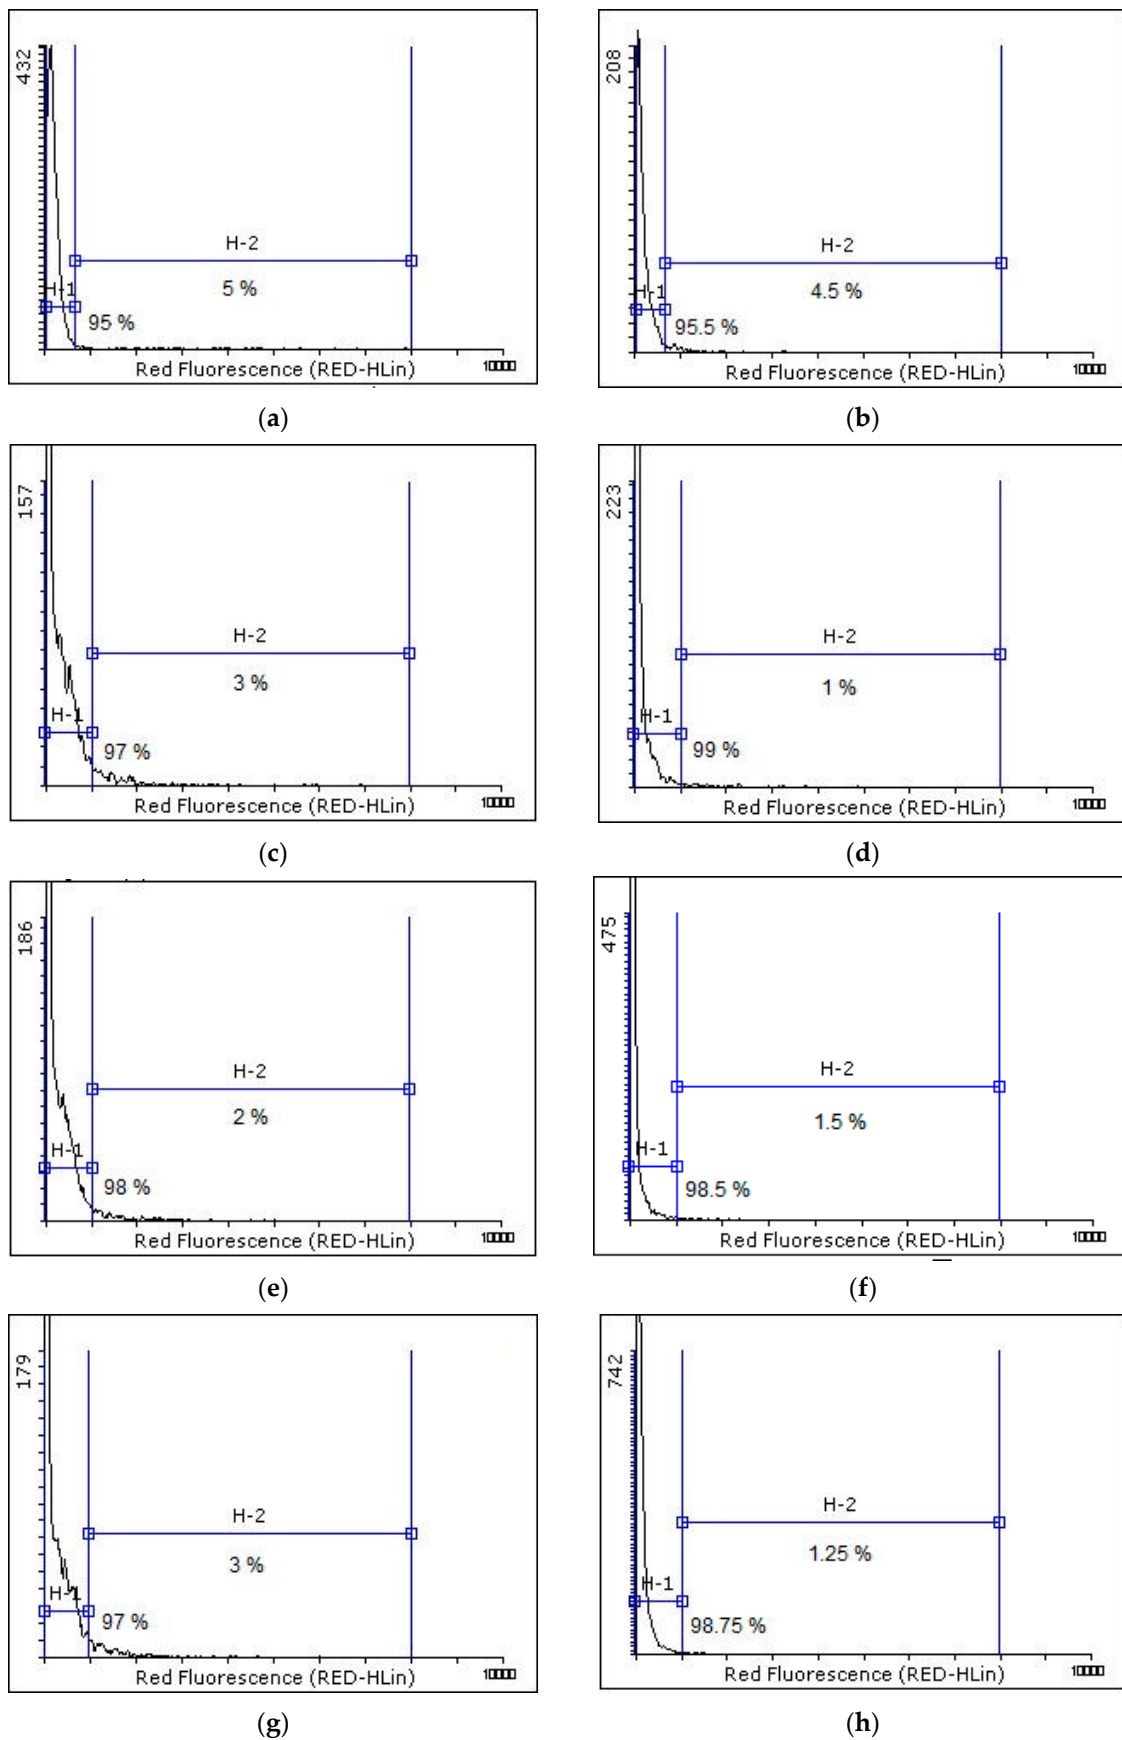 432
H-2
5 %
H-1
95 %
Red Fluorescence (RED-HLin)
(a)
208
H-2
4.5 %
H-1
95.5 %
Red Fluorescence (RED-HLin)
(b)
157
H-2
3 %
H-1
97 %
Red Fluorescence (RED-HLin)
(c)
223
H-2
1 %
H-1
99 %
Red Fluorescence (RED-HLin)
(d)
186
H-2
2 %
H-1
98 %
Red Fluorescence (RED-HLin)
(e)
475
H-2
1.5 %
H-1
98.5 %
Red Fluorescence (RED-HLin)
(f)
179
H-2
3 %
H-1
97 %
Red Fluorescence (RED-HLin)
(g)
742
H-2
1.25 %
H-1
98.75 %
Red Fluorescence (RED-HLin)
(h)